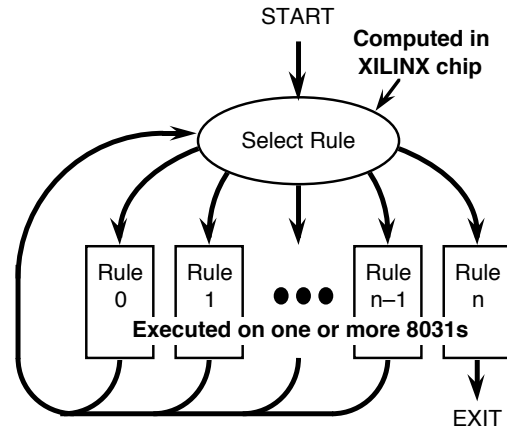 START
Computed in
XILINX chip
Select Rule
Rule
0
Rule
1
Rule
n–1
Rule
n
Executed on one or more 8031s
EXIT